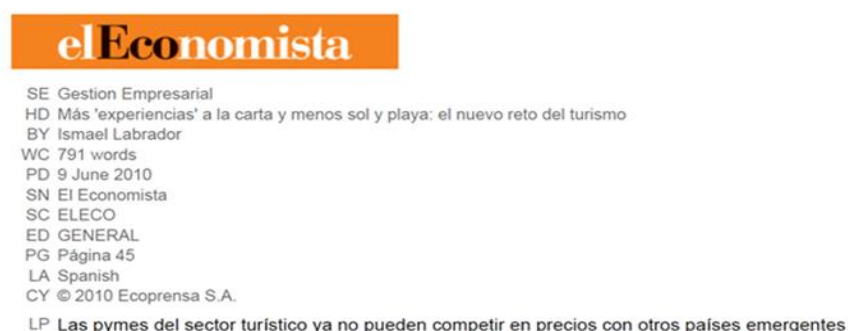 elEconomista
SE Gestion Empresarial
HD Más 'experiencias' a la carta y menos sol y playa: el nuevo reto del turismo
BY Ismael Labrador
WC 791 words
PD 9 June 2010
SN El Economista
SC ELECO
ED GENERAL
PG Página 45
LA Spanish
CY © 2010 Ecoprensa S.A.
LP Las pymes del sector turístico ya no pueden competir en precios con otros países emergentes